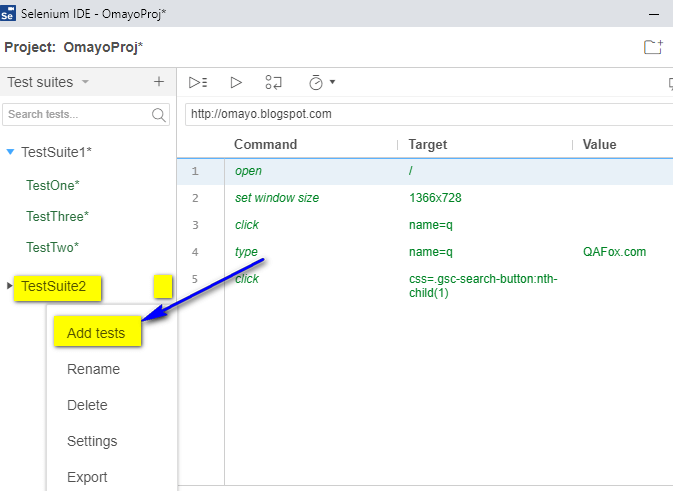 Se Selenium IDE - OmayoProj*
Project: OmayoProj*
Test suites
Search tests...
http://omayo.blogspot.com
Command Target Value
TestSuite1*
TestOne*
TestThree*
TestTwo*
TestSuite2
1 open /
2 set window size 1366x728
3 click name=q
4 type name=q QAFox.com
5 click css=.gsc-search-button:nth-
child(1)
Add tests
Rename
Delete
Settings
Export